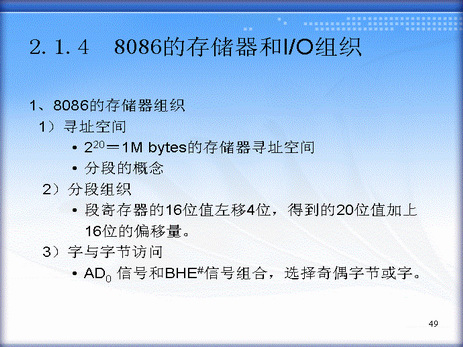 2.1.4 8086的存储器和I/O组织
1、8086的存储器组织
1）寻址空间
• 2²⁰＝1M bytes的存储器寻址空间
• 分段的概念
2）分段组织
• 段寄存器的16位值左移4位，得到的20位值加上
16位的偏移量。
3）字与字节访问
• AD₀ 信号和BHE#信号组合，选择奇偶字节或字。
49